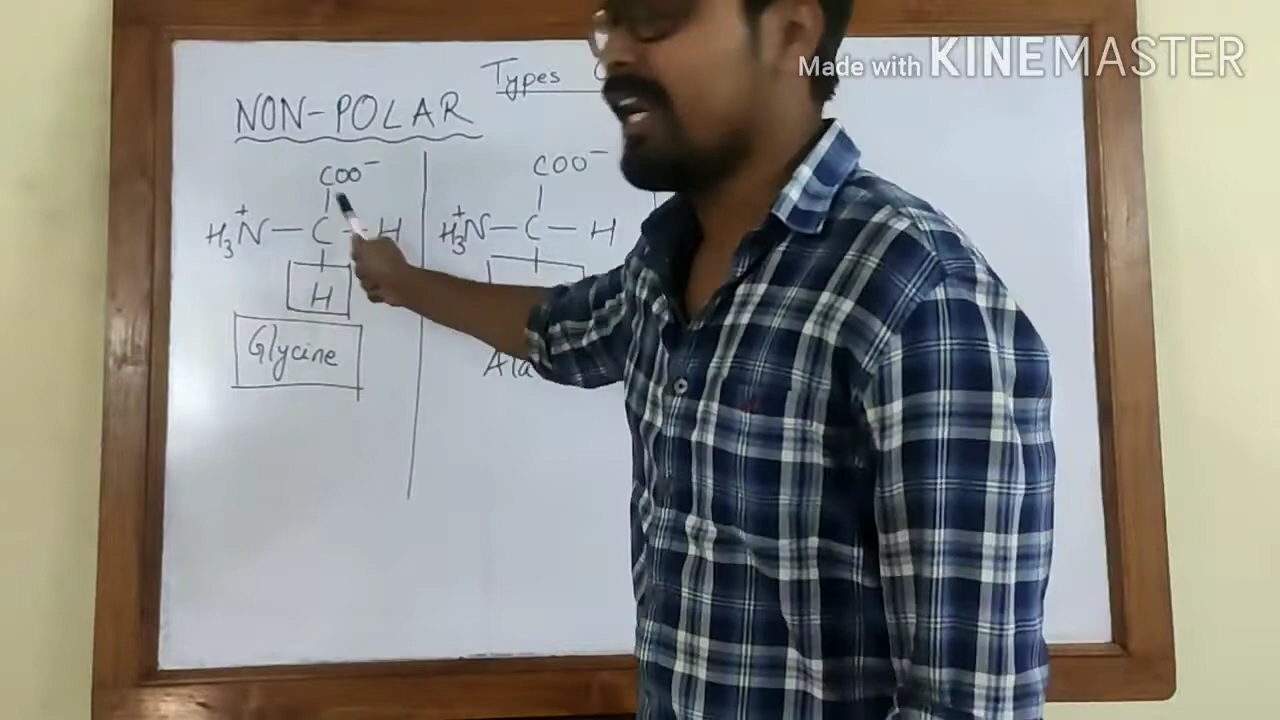 Made with KINEMASTER
Types
NON-POLAR
COO⁻ COO⁻
H₃N⁺ — C — H H₃N⁺ — C — H
H
Glycine